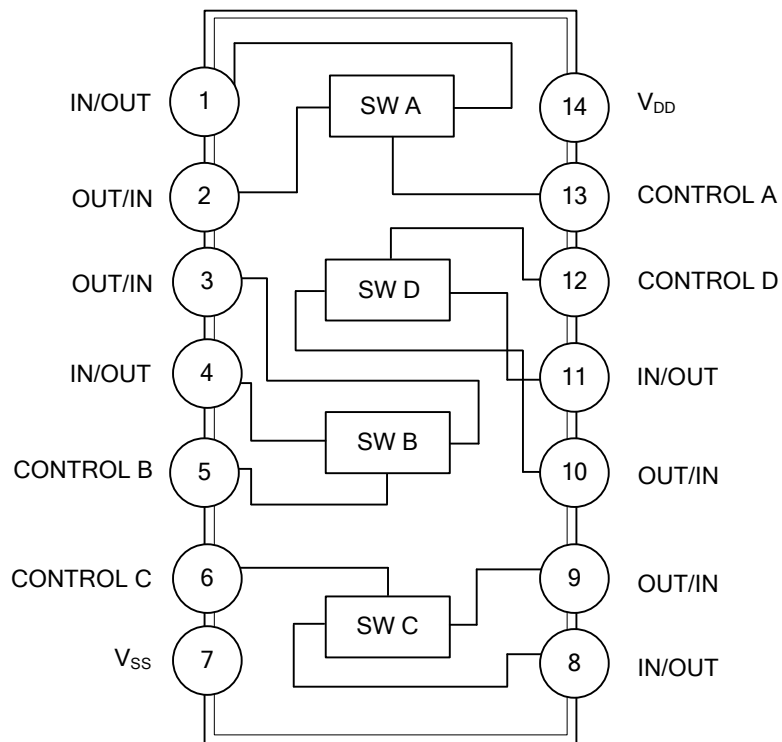 IN/OUT 1 SW A 14 V_DD
OUT/IN 2 13 CONTROL A
OUT/IN 3 SW D 12 CONTROL D
IN/OUT 4 11 IN/OUT
CONTROL B 5 SW B 10 OUT/IN
CONTROL C 6 SW C 9 OUT/IN
V_SS 7 8 IN/OUT